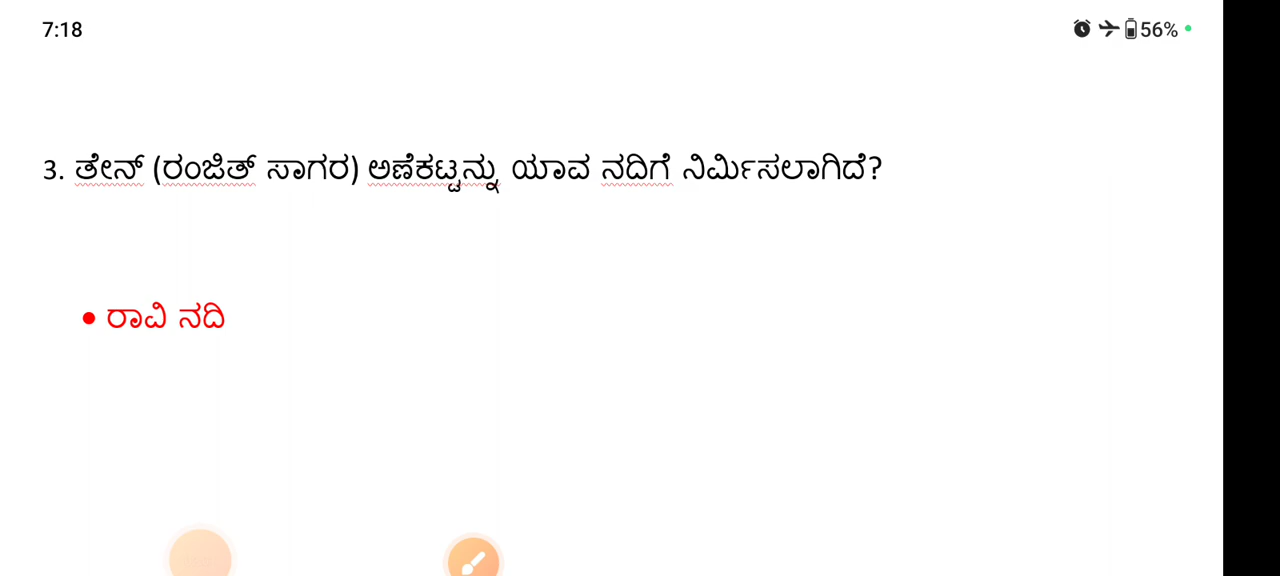 7:18
56%
3. ತೇನ್ (ರಂಜಿತ್ ಸಾಗರ) ಅಣೆಕಟ್ಟನ್ನು ಯಾವ ನದಿಗೆ ನಿರ್ಮಿಸಲಾಗಿದೆ?
• ರಾವಿ ನದಿ